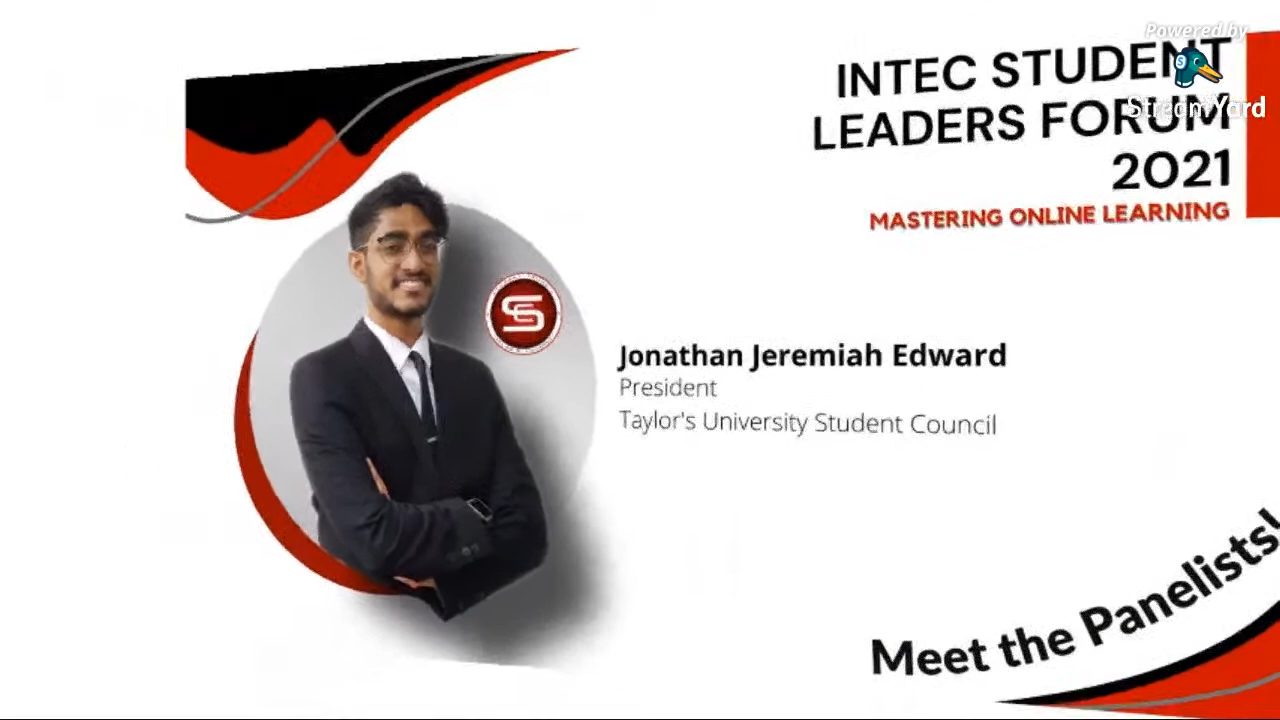 Powered by
StreamYard
INTEC STUDENT
LEADERS FORUM
2021
MASTERING ONLINE LEARNING
Jonathan Jeremiah Edward
President
Taylor's University Student Council
Meet the Panelists!